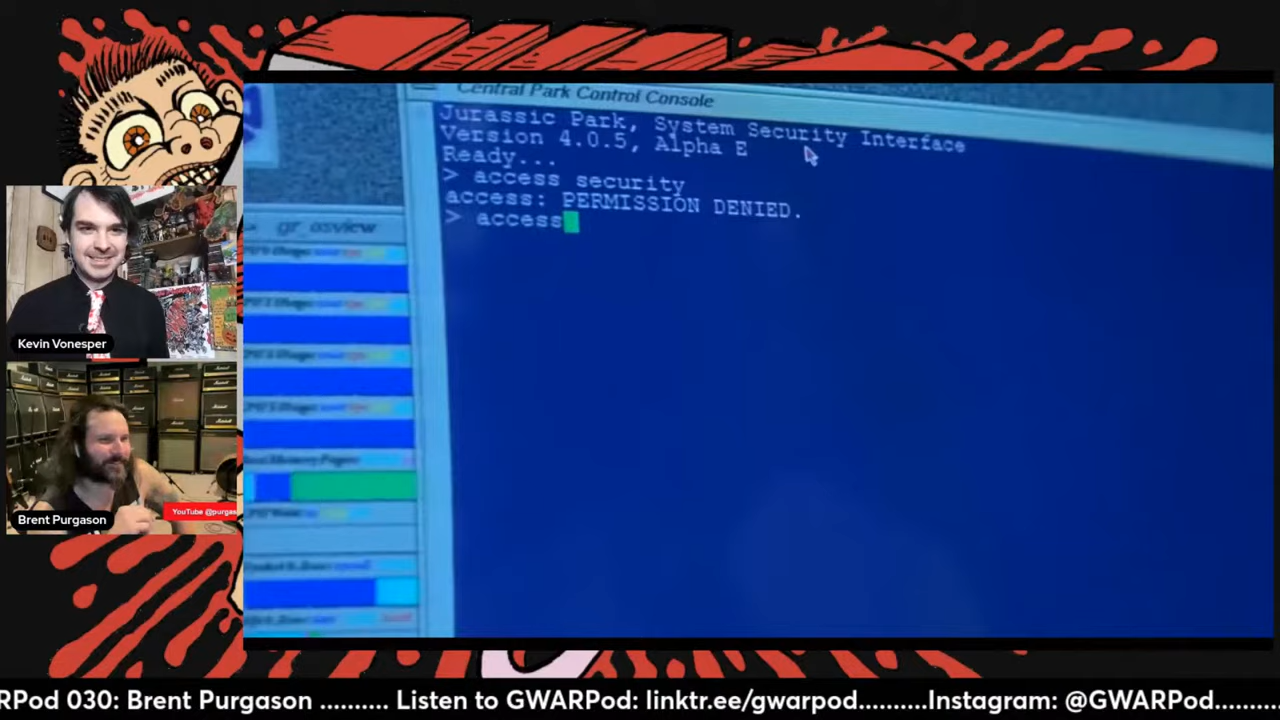 Central Park Control Console
Jurassic Park, System Security Interface
Version 4.0.5, Alpha E
Ready...
> access security
access: PERMISSION DENIED.
> access
gr_osview
Kevin Vonesper
YouTube @purgas
Brent Purgason
RPod 030: Brent Purgason .......... Listen to GWARPod: linktr.ee/gwarpod..........Instagram: @GWARPod.........